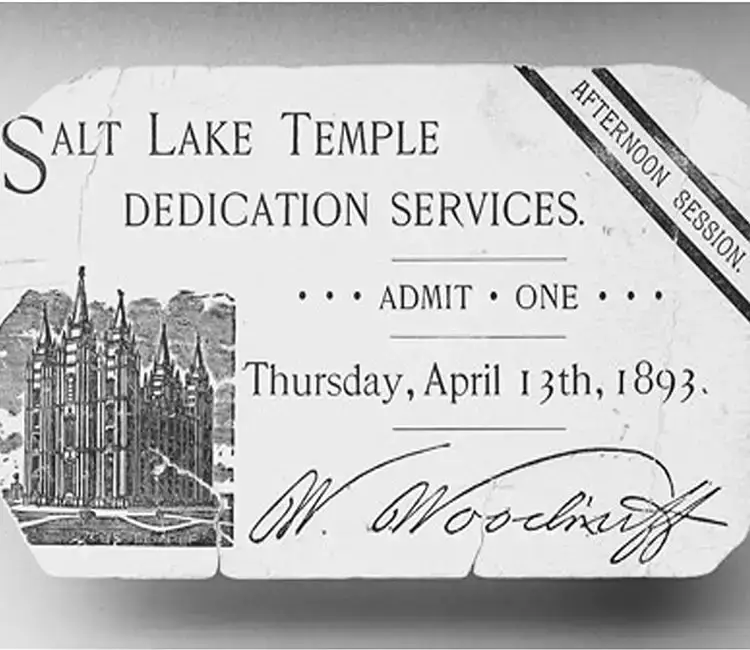 SALT LAKE TEMPLE
DEDICATION SERVICES.
AFTERNOON SESSION.
• • • ADMIT • ONE • • •
Thursday, April 13th, 1893.
W. Woodruff